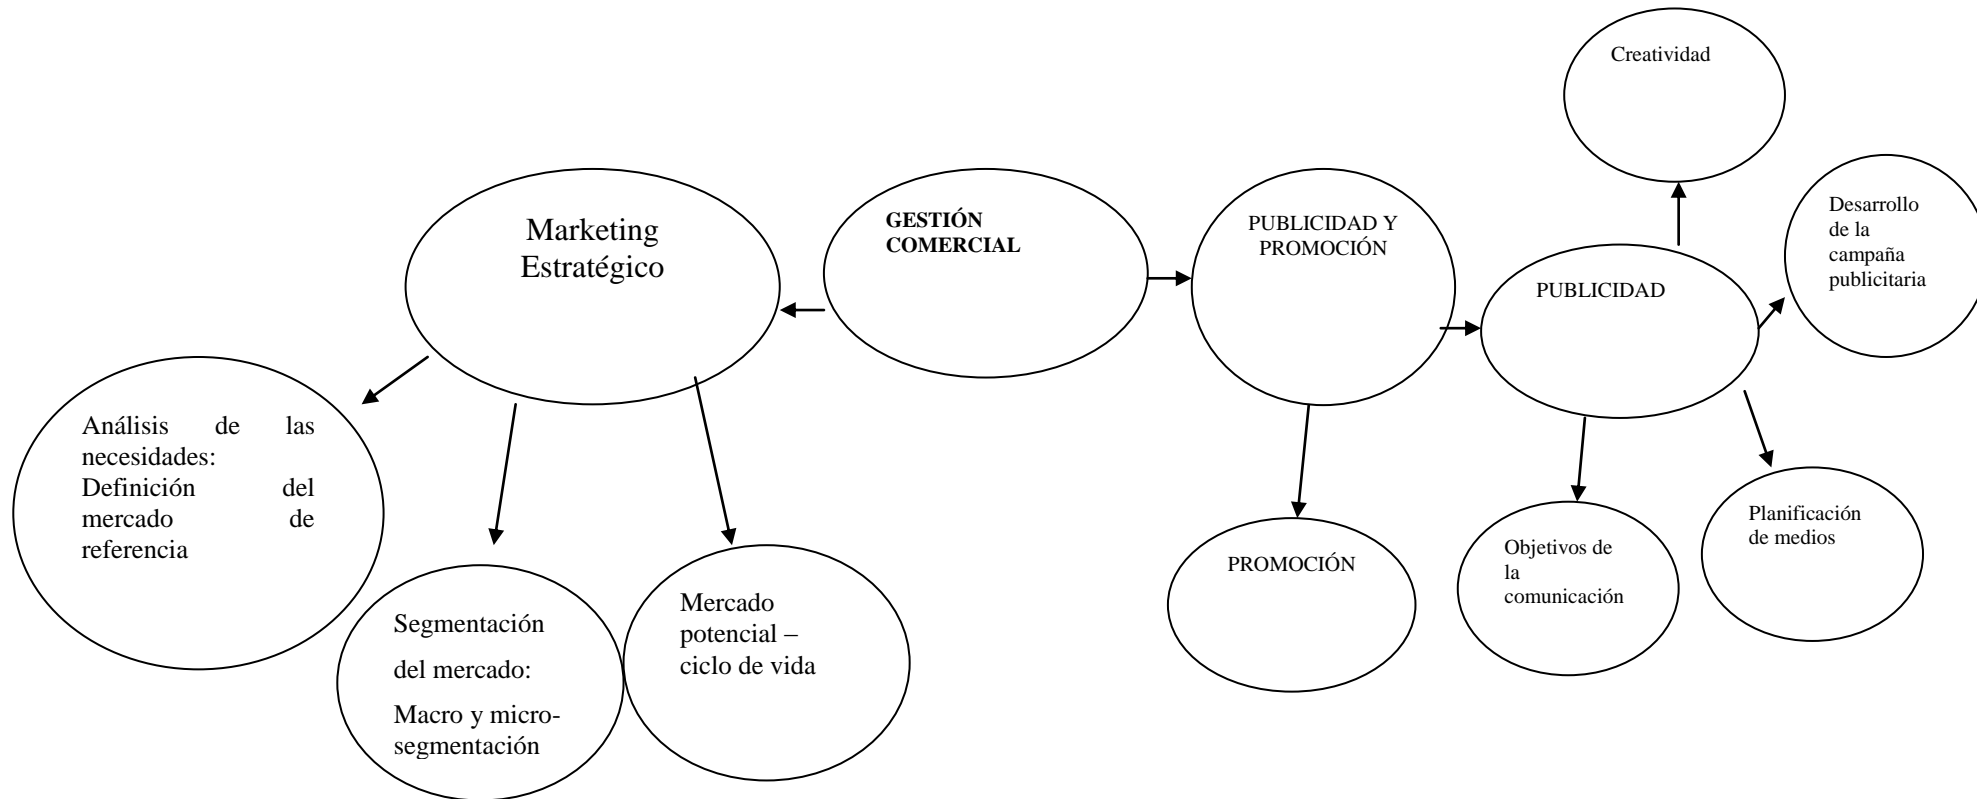 Creatividad
Marketing
Estratégico
GESTIÓN
COMERCIAL
PUBLICIDAD Y
PROMOCIÓN
PUBLICIDAD
Desarrollo
de la
campaña
publicitaria
Análisis de las
necesidades:
Definición del
mercado de
referencia
Segmentación
del mercado:
Macro y micro-
segmentación
Mercado
potencial –
ciclo de vida
PROMOCIÓN
Objetivos de
la
comunicación
Planificación
de medios